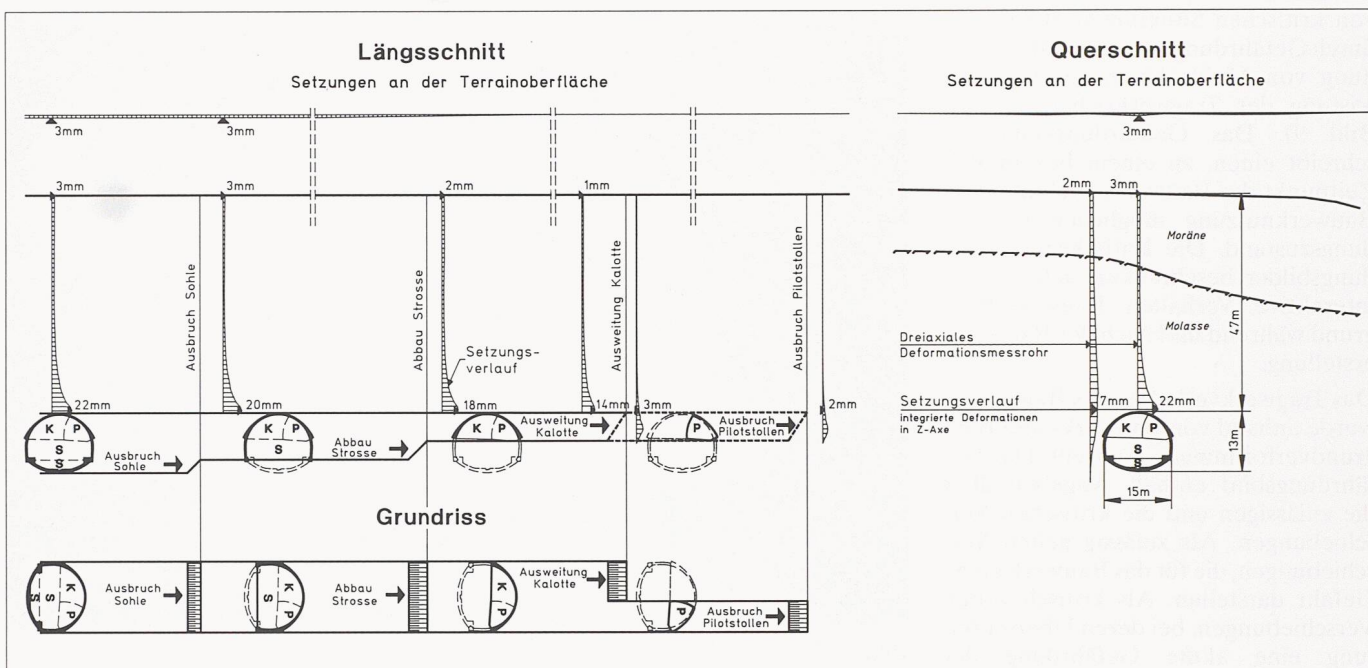 Längsschnitt
Setzungen an der Terrainoberfläche
3mm
3mm
3mm
3mm
2mm
1mm
Ausbruch Sohle
Abbau Strosse
Ausweitung Kalotte
Ausbruch Pilotstollen
Setzungs-
verlauf
22mm
20mm
18mm
14mm
3mm
2mm
K P
S
S
Ausbruch
Sohle
K P
S
Abbau
Strosse
K P
Ausweitung
Kalotte
P
Ausbruch
Pilotstollen
Grundriss
S S K P
Ausbruch
Sohle
S K P
Abbau
Strosse
K P
Ausweitung
Kalotte
P
Ausbruch
Pilotstollen
Querschnitt
Setzungen an der Terrainoberfläche
3mm
2mm
3mm
Moräne
Molasse
47m
Dreiaxiales
Deformationsmessrohr
Setzungsverlauf
integrierte Deformationen
in Z-Axe
7mm
22mm
K P
S
S
13m
15m